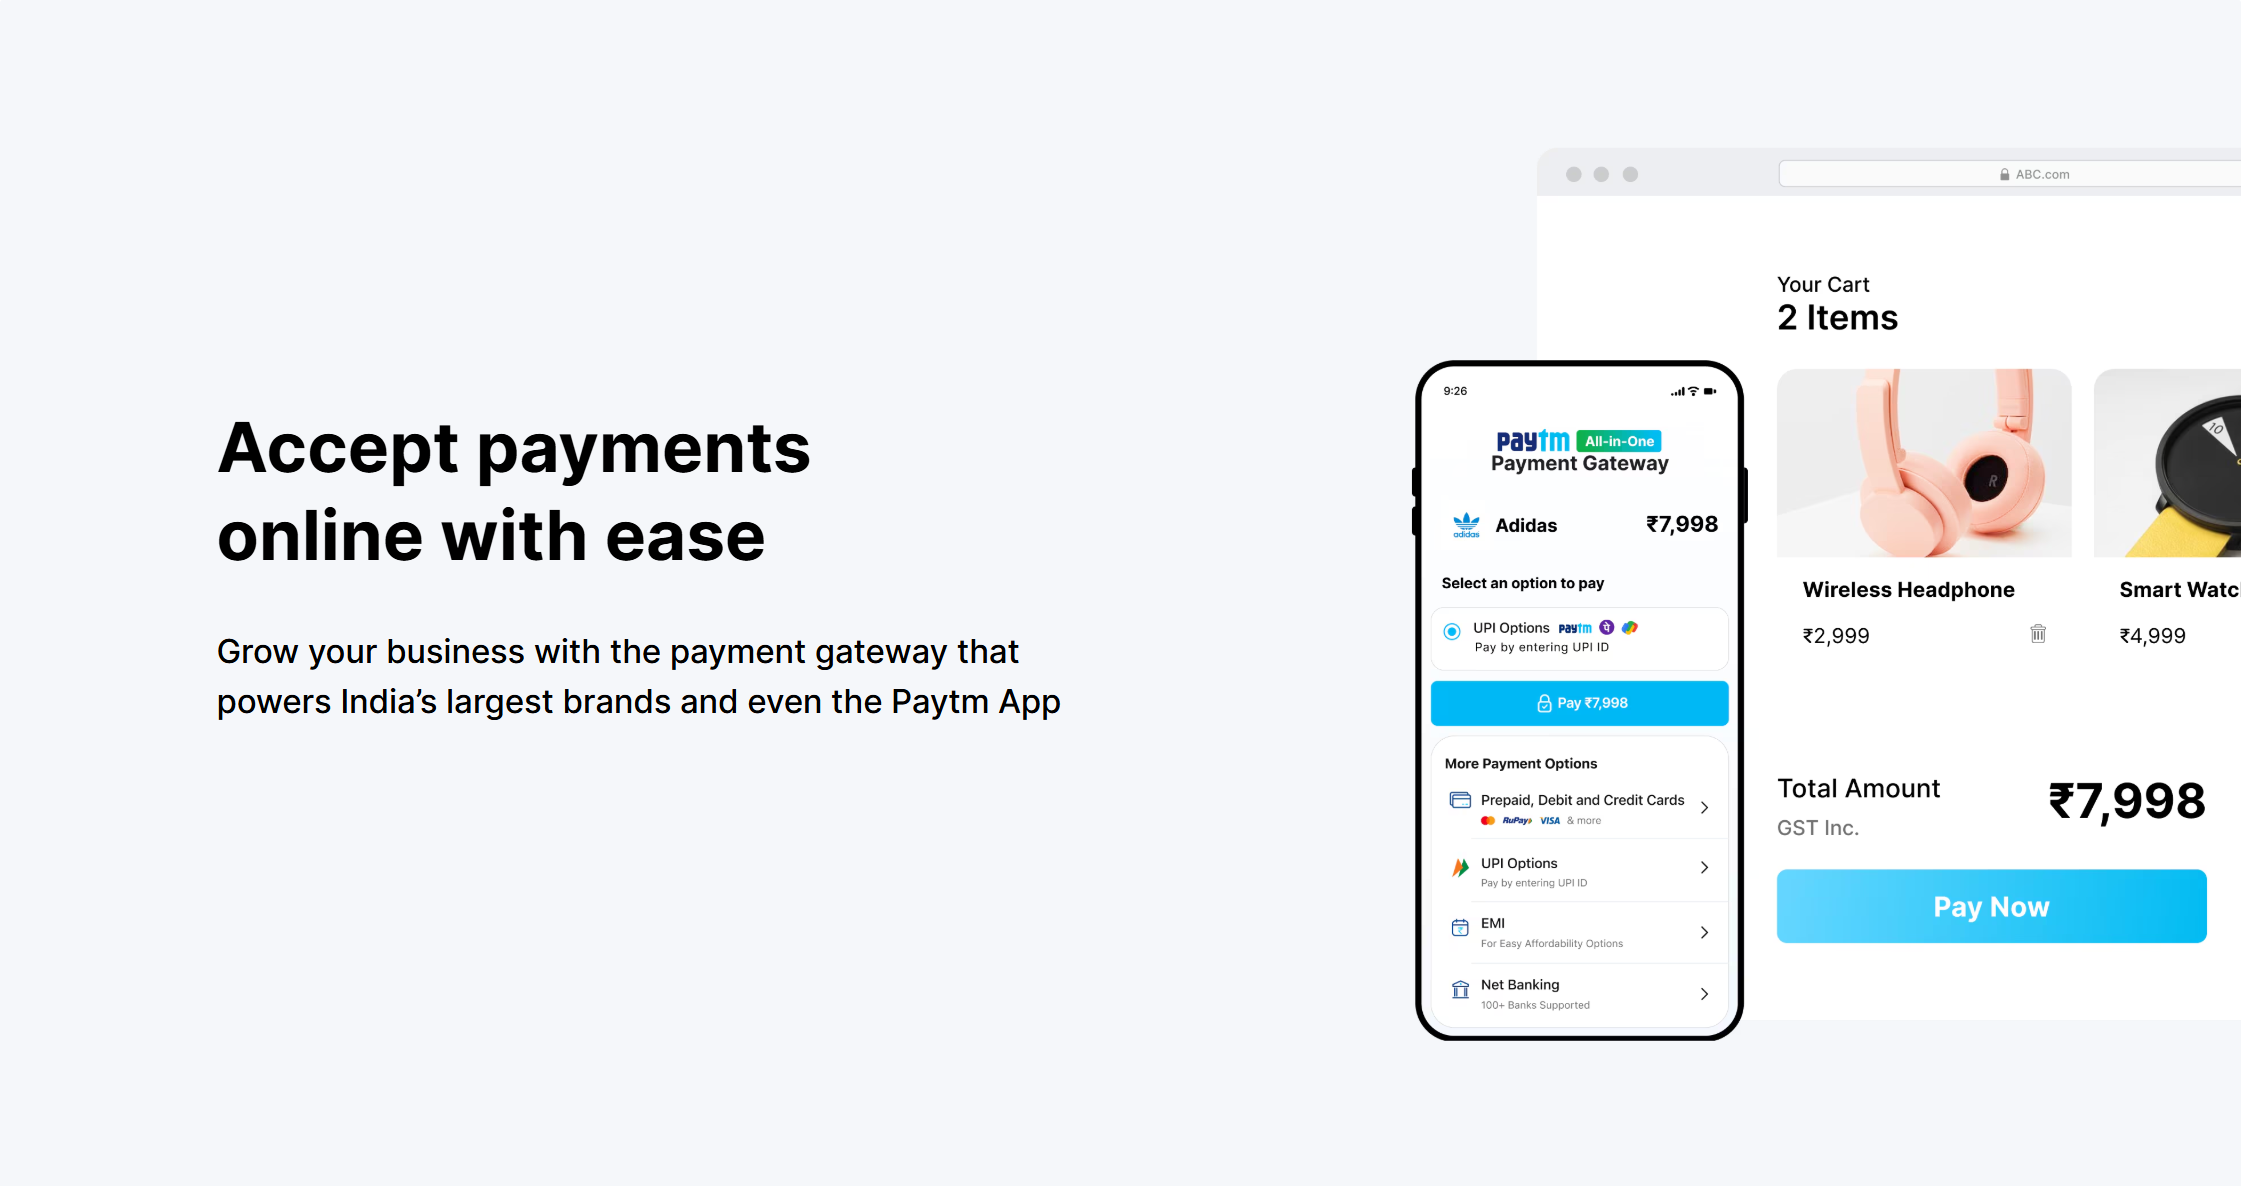 Accept payments
online with ease
Grow your business with the payment gateway that
powers India’s largest brands and even the Paytm App
ABC.com
Your Cart
2 Items
Wireless Headphone
₹2,999
Smart Watc
₹4,999
Total Amount
₹7,998
GST Inc.
Pay Now
9:26
paytm All-in-One
Payment Gateway
adidas
Adidas ₹7,998
Select an option to pay
UPI Options paytm
Pay by entering UPI ID
Pay ₹7,998
More Payment Options
Prepaid, Debit and Credit Cards
RuPay VISA & more
UPI Options
Pay by entering UPI ID
EMI
For Easy Affordability Options
Net Banking
100+ Banks Supported
10
R